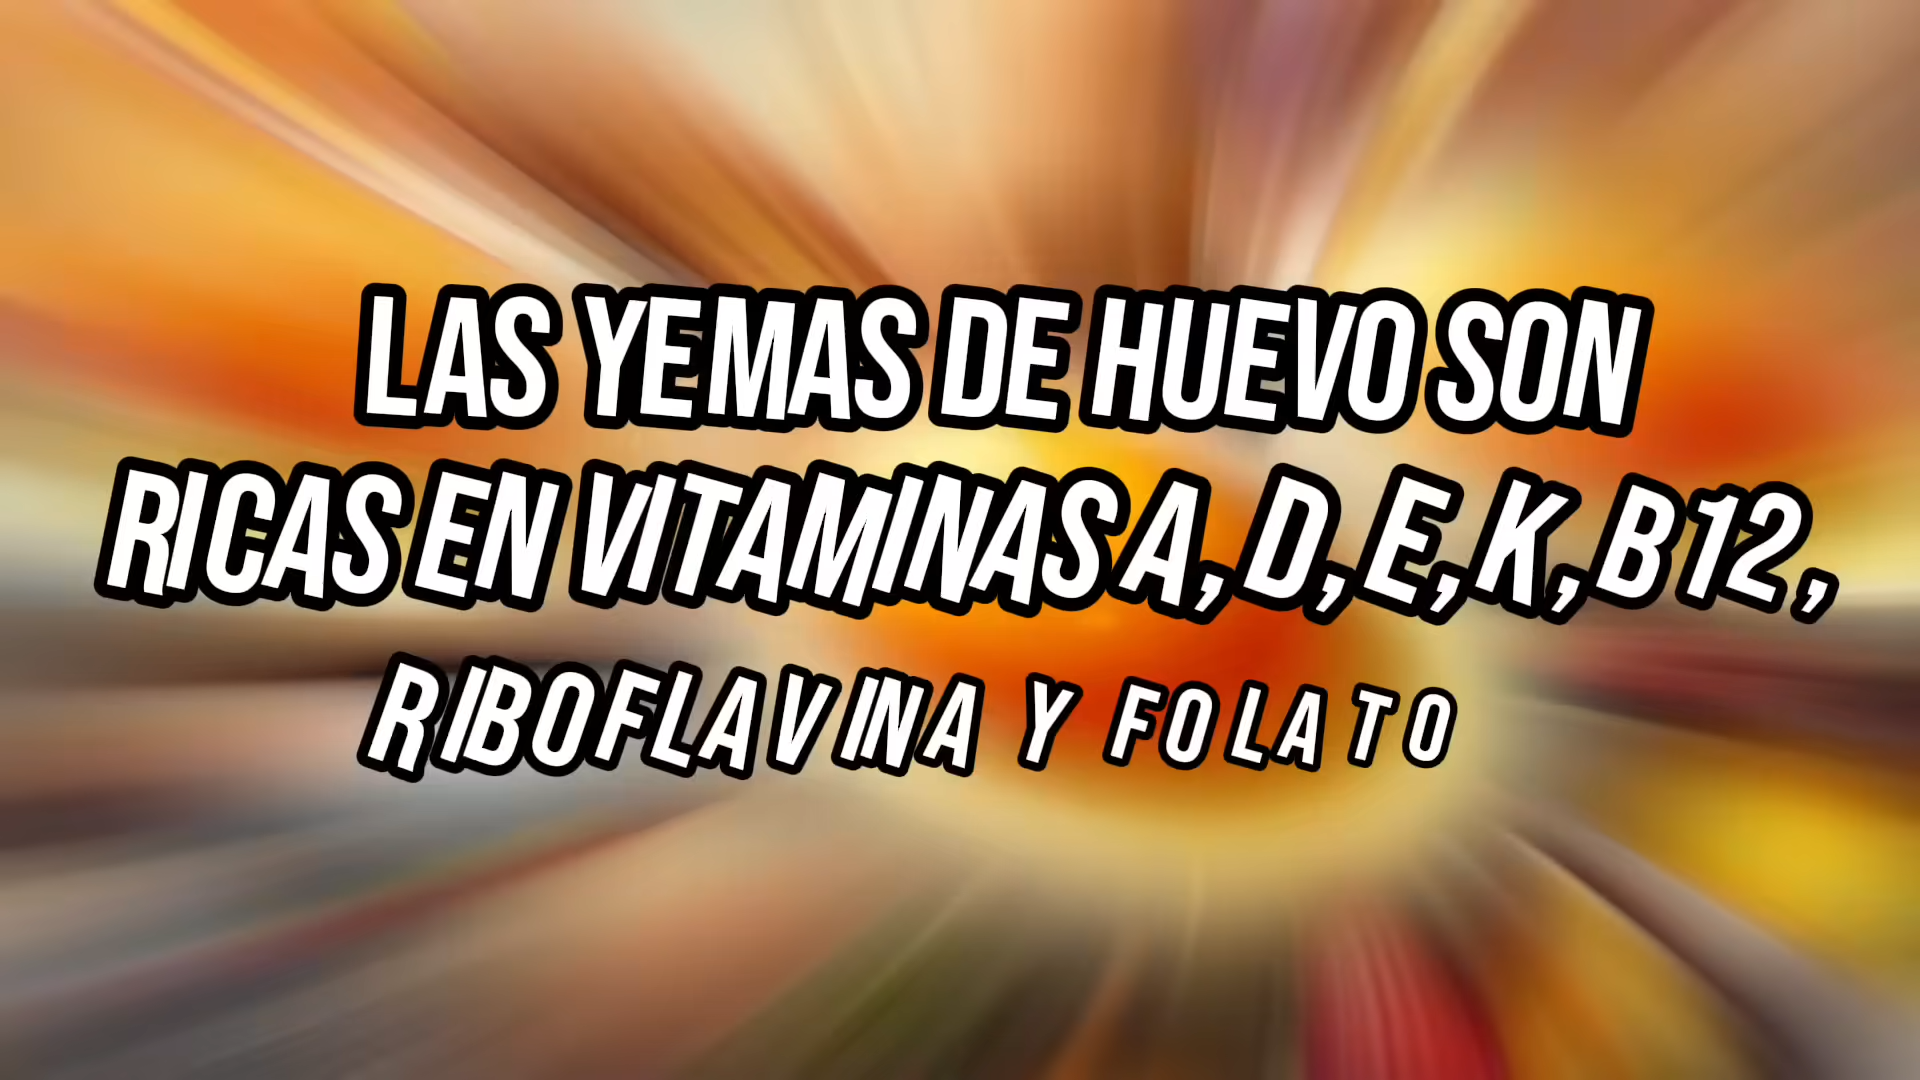 LAS YEMAS DE HUEVO SON
RICAS EN VITAMINAS A, D, E, K, B12,
RIBOFLAVINA Y FOLATO